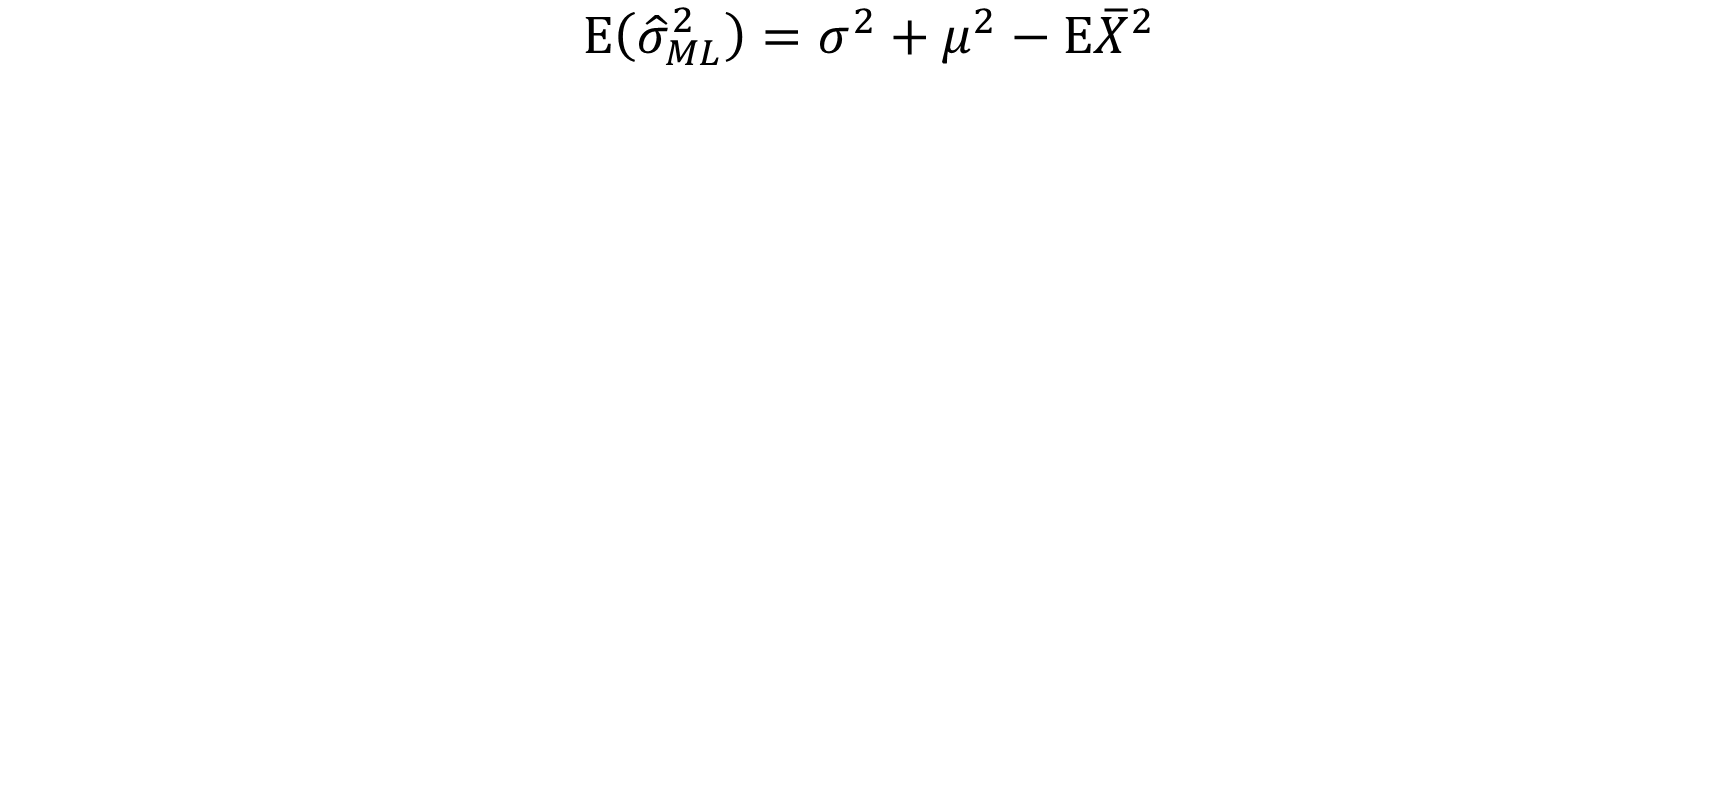 E(σ̂²_ML) = σ² + μ² − EX̄²